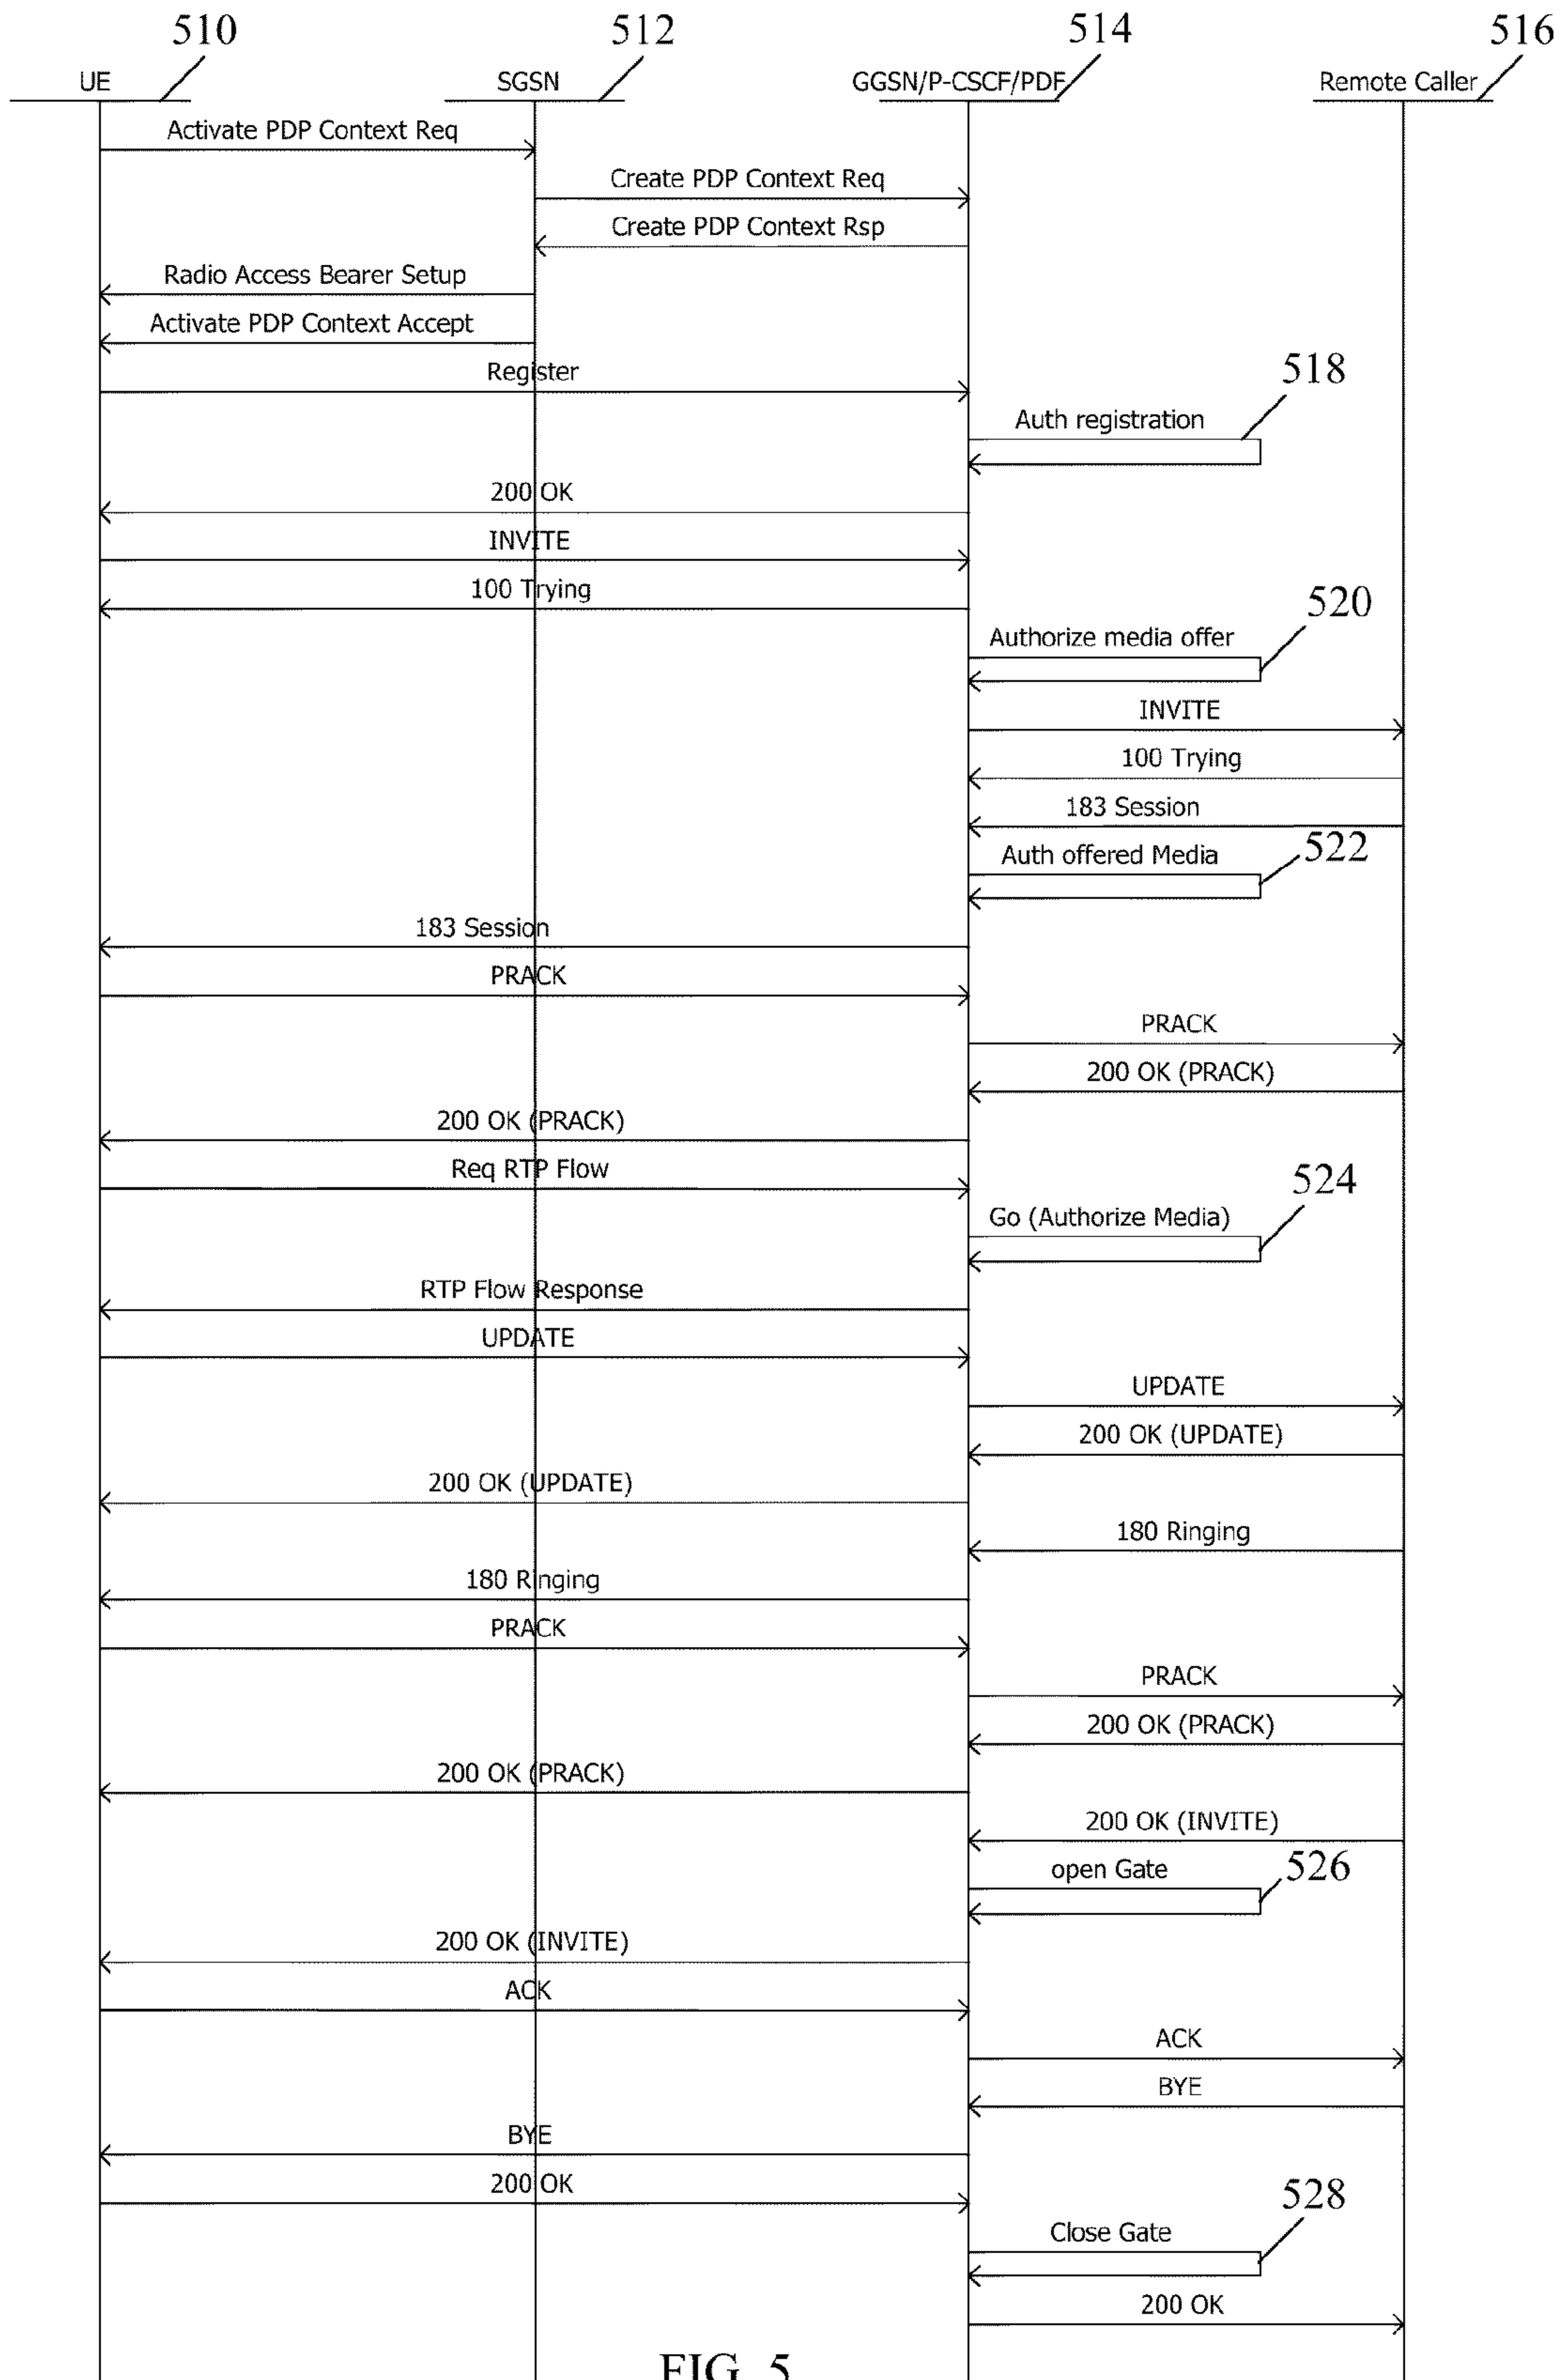 510
512
514
516
UE
SGSN
GGSN/P-CSCF/PDF
Remote Caller
Activate PDP Context Req
Create PDP Context Req
Create PDP Context Rsp
Radio Access Bearer Setup
Activate PDP Context Accept
Register
518
Auth registration
200 OK
INVITE
100 Trying
520
Authorize media offer
INVITE
100 Trying
183 Session
522
Auth offered Media
183 Session
PRACK
PRACK
200 OK (PRACK)
200 OK (PRACK)
Req RTP Flow
524
Go (Authorize Media)
RTP Flow Response
UPDATE
UPDATE
200 OK (UPDATE)
200 OK (UPDATE)
180 Ringing
180 Ringing
PRACK
PRACK
200 OK (PRACK)
200 OK (PRACK)
200 OK (INVITE)
open Gate
526
200 OK (INVITE)
ACK
ACK
BYE
BYE
200 OK
528
Close Gate
200 OK
FIG. 5